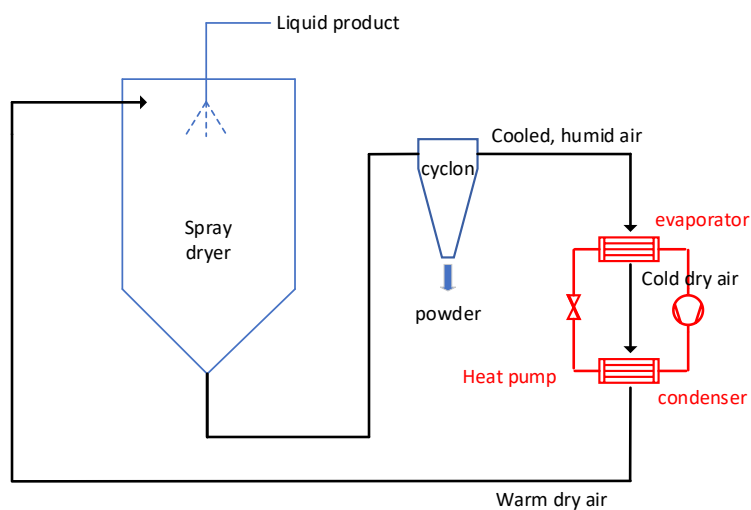 Liquid product
Cooled, humid air
cyclon
evaporator
Spray
dryer
Cold dry air
powder
Heat pump
condenser
Warm dry air